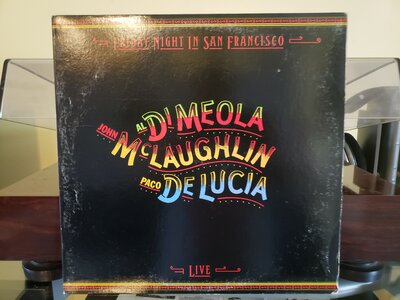 FRIDAY NIGHT IN SAN FRANCISCO
AL DI MEOLA
JOHN McLAUGHLIN
PACO DE LUCIA
LIVE